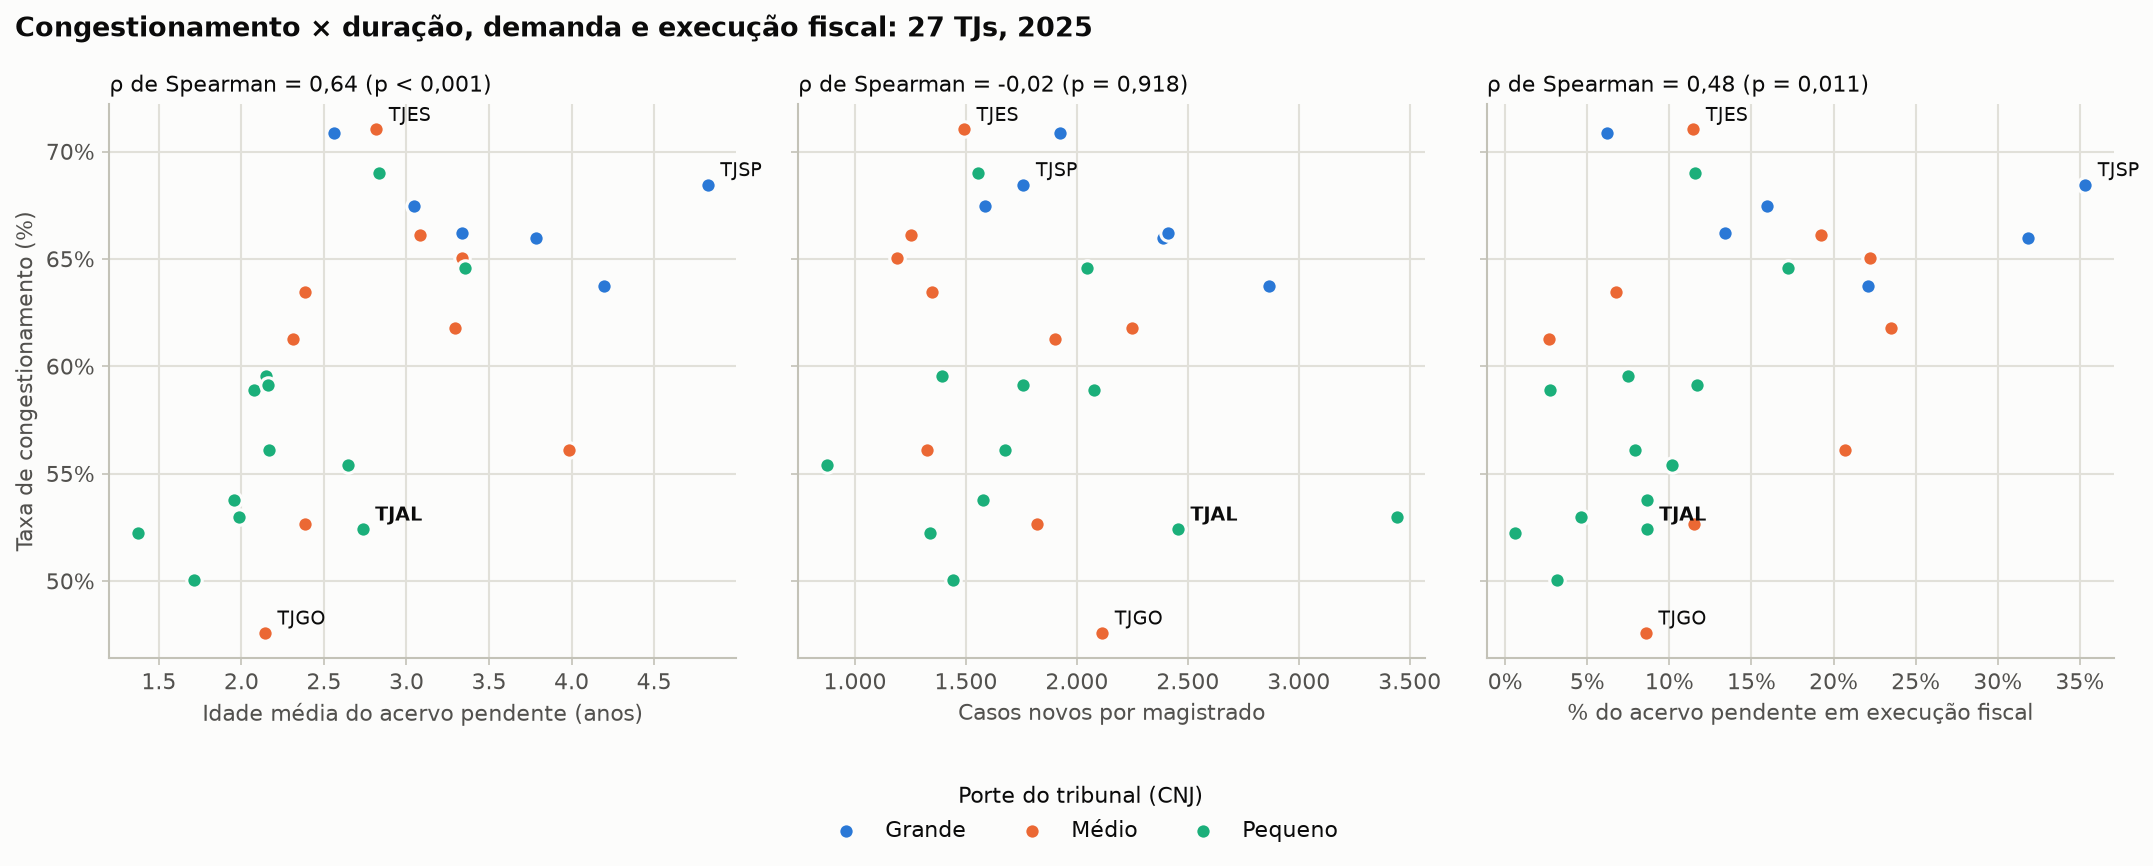 Congestionamento × duração, demanda e execução fiscal: 27 TJs, 2025
ρ de Spearman = 0,64 (p < 0,001)
ρ de Spearman = -0,02 (p = 0,918)
ρ de Spearman = 0,48 (p = 0,011)
Taxa de congestionamento (%)
70%
65%
60%
55%
50%
TJES
TJSP
TJAL
TJGO
1.5 2.0 2.5 3.0 3.5 4.0 4.5
Idade média do acervo pendente (anos)
TJES
TJSP
TJAL
TJGO
1.000 1.500 2.000 2.500 3.000 3.500
Casos novos por magistrado
TJES
TJSP
TJAL
TJGO
0% 5% 10% 15% 20% 25% 30% 35%
% do acervo pendente em execução fiscal
Porte do tribunal (CNJ)
Grande Médio Pequeno